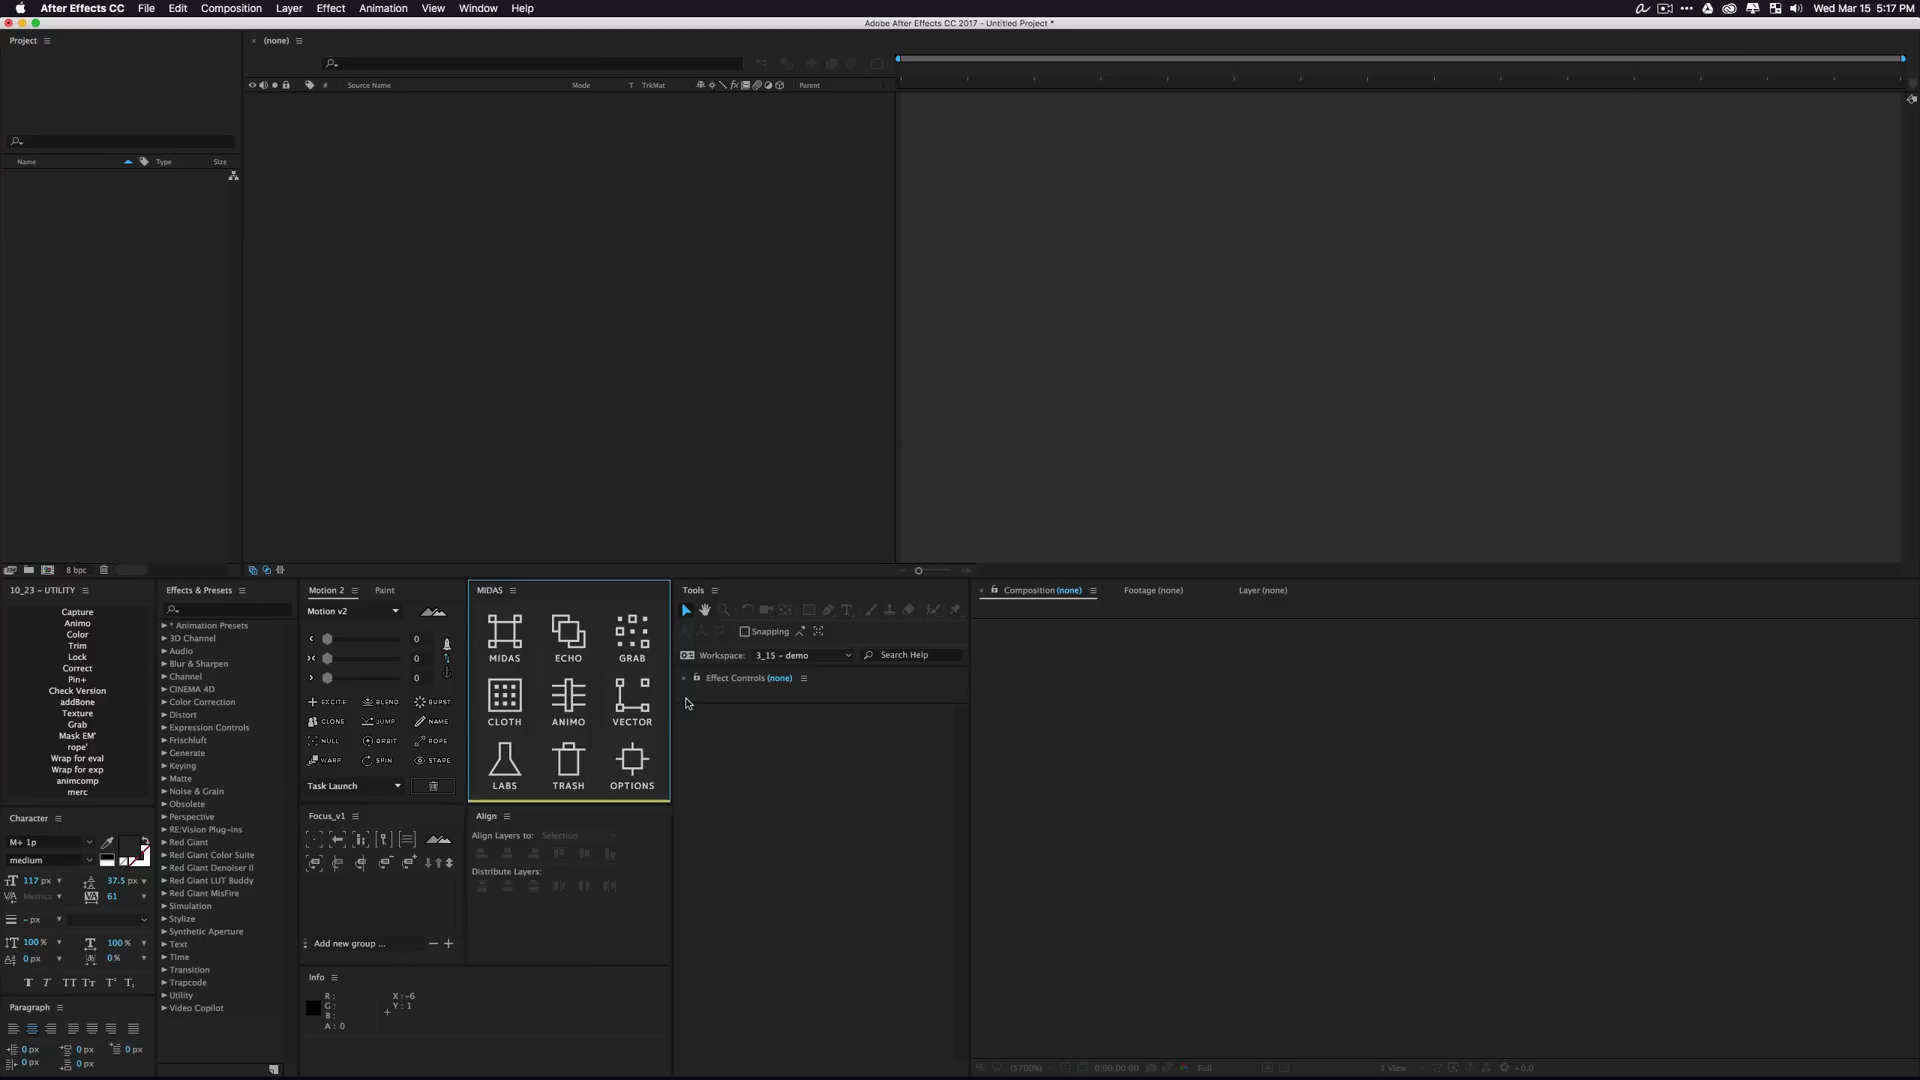 After Effects CC File Edit Composition Layer Effect Animation View Window Help
Wed Mar 15 5:17 PM
Adobe After Effects CC 2017 - Untitled Project *
Project
(none)
# Source Name Mode T TrkMat Parent
Name Type Size
8 bpc
10_23 - UTILITY
Capture
Animo
Color
Trim
Lock
Correct
Pin+
Check Version
addBone
Texture
Grab
Mask EM'
rope'
Wrap for eval
Wrap for exp
animcomp
merc
Character
M+ 1p
medium
117 px 37.5 px
Metrics 61
- px
100 % 100 %
0 px 0 %
Paragraph
0 px 0 px 0 px
0 px 0 px
Effects & Presets
* Animation Presets
3D Channel
Audio
Blur & Sharpen
Channel
CINEMA 4D
Color Correction
Distort
Expression Controls
Frischluft
Generate
Keying
Matte
Noise & Grain
Obsolete
Perspective
RE:Vision Plug-ins
Red Giant
Red Giant Color Suite
Red Giant Denoiser II
Red Giant LUT Buddy
Red Giant MisFire
Simulation
Stylize
Synthetic Aperture
Text
Time
Transition
Trapcode
Utility
Video Copilot
Motion 2 Paint
Motion v2
0
0
0
EXCITE BLEND BURST
CLONE JUMP NAME
NULL ORBIT ROPE
WARP SPIN STARE
Task Launch
Focus_v1
Add new group ...
Info
R :
G :
B :
A : 0
X : -6
Y : 1
MIDAS
MIDAS ECHO GRAB
CLOTH ANIMO VECTOR
LABS TRASH OPTIONS
Align
Align Layers to: Selection
Distribute Layers:
Tools
Snapping
Workspace: 3_15 - demo Search Help
Effect Controls (none)
Composition (none) Footage (none) Layer (none)
(5700%) 0:00:00:00 Full 1 View +0.0